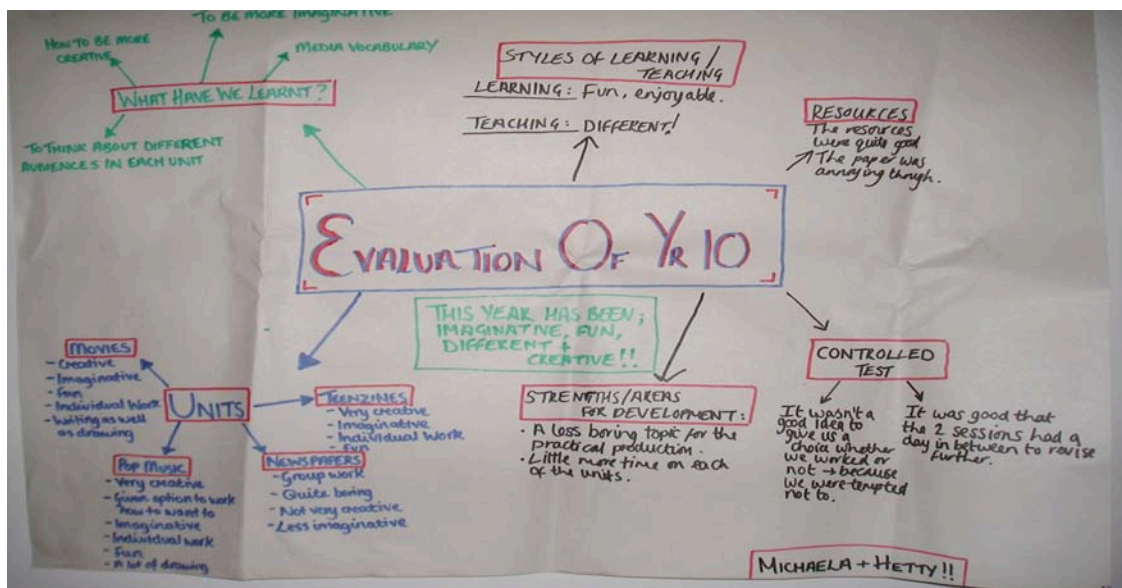 TO BE MORE IMAGINATIVE
HOW TO BE MORE
CREATIVE
MEDIA VOCABULARY
WHAT HAVE WE LEARNT?
TO THINK ABOUT DIFFERENT
AUDIENCES IN EACH UNIT
STYLES OF LEARNING/
TEACHING
LEARNING: FUN, enjoyable.
TEACHING: DIFFERENT!
RESOURCES
The resources
were quite good
The paper was
annoying though.
EVALUATION OF YR 10
THIS YEAR HAS BEEN;
IMAGINATIVE, FUN,
DIFFERENT +
CREATIVE!!
UNITS
MOVIES
- Creative
- Imaginative
- Fun
- Individual Work
- Writing as well
as drawing
TEENZINES
- Very creative
- Imaginative
- Individual work
- Fun
POP MUSIC
- Very creative
- Given option to work
how to want to
- Imaginative
- Individual work
- Fun
- A lot of drawing
NEWSPAPERS
- Group work
- Quite boring
- Not very creative
- Less imaginative
STRENGTHS/AREAS
FOR DEVELOPMENT:
· A less boring topic for the
practical production.
· Little more time on each
of the units.
CONTROLLED
TEST
It wasn't a
good idea to
give us a
choice whether
we worked or
not → because
we were tempted
not to.
It was good that
the 2 sessions had a
day in between to revise
further.
MICHAELA + HETTY!!